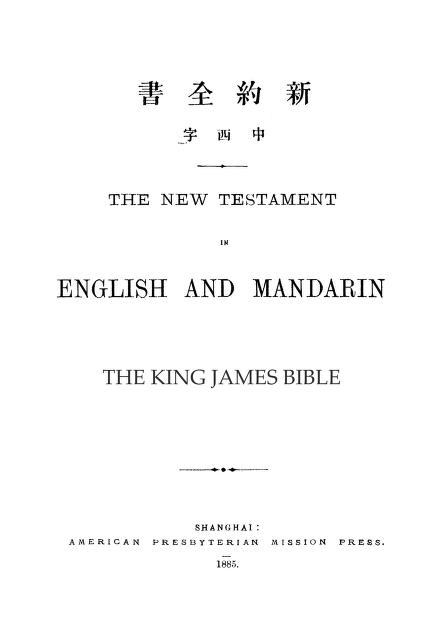 新約全書
中西字
THE NEW TESTAMENT
IN
ENGLISH AND MANDARIN
THE KING JAMES BIBLE
SHANGHAI:
AMERICAN PRESBYTERIAN MISSION PRESS.
1885.